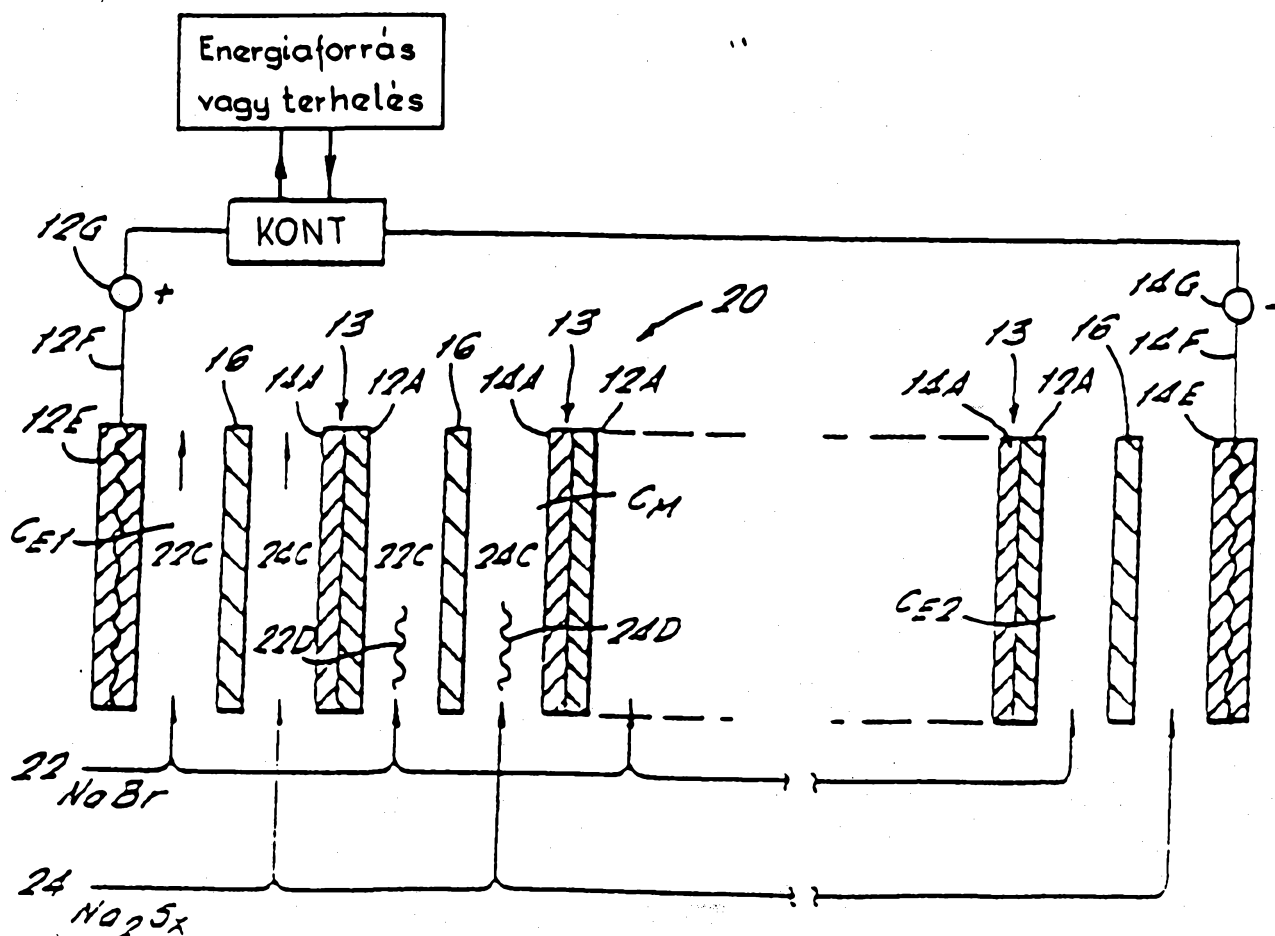 Energiaforrás
vagy terhelés
KONT
12G
+
14G
-
20
12F
16
13
16
13
13
16
14F
12E
14A
12A
14A
12A
14A
12A
14E
CE1
22C
24C
22C
24C
CM
CE2
22D
24D
22
NaBr
24
Na2Sx